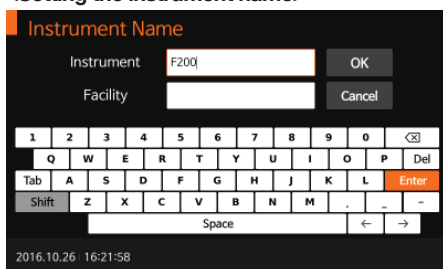 Setting the instrument name.
Instrument Name
Instrument F200 OK
Facility Cancel
1 2 3 4 5 6 7 8 9 0
Q W E R T Y U I O P Del
Tab A S D F G H J K L Enter
Shift Z X C V B N M . _ -
Space ← →
2016.10.26 16:21:58